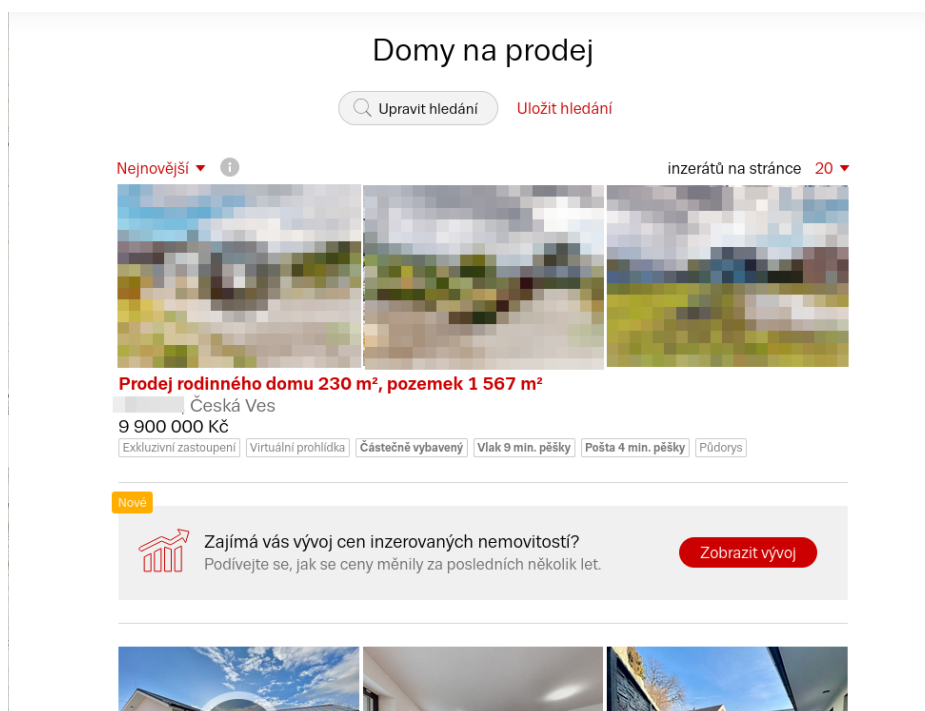 Domy na prodej
Upravit hledání Uložit hledání
Nejnovější inzerátů na stránce 20
Prodej rodinného domu 230 m², pozemek 1 567 m²
, Česká Ves
9 900 000 Kč
Exkluzivní zastoupení Virtuální prohlídka Částečně vybavený Vlak 9 min. pěšky Pošta 4 min. pěšky Půdorys
Nové
Zajímá vás vývoj cen inzerovaných nemovitostí?
Podívejte se, jak se ceny měnily za posledních několik let.
Zobrazit vývoj